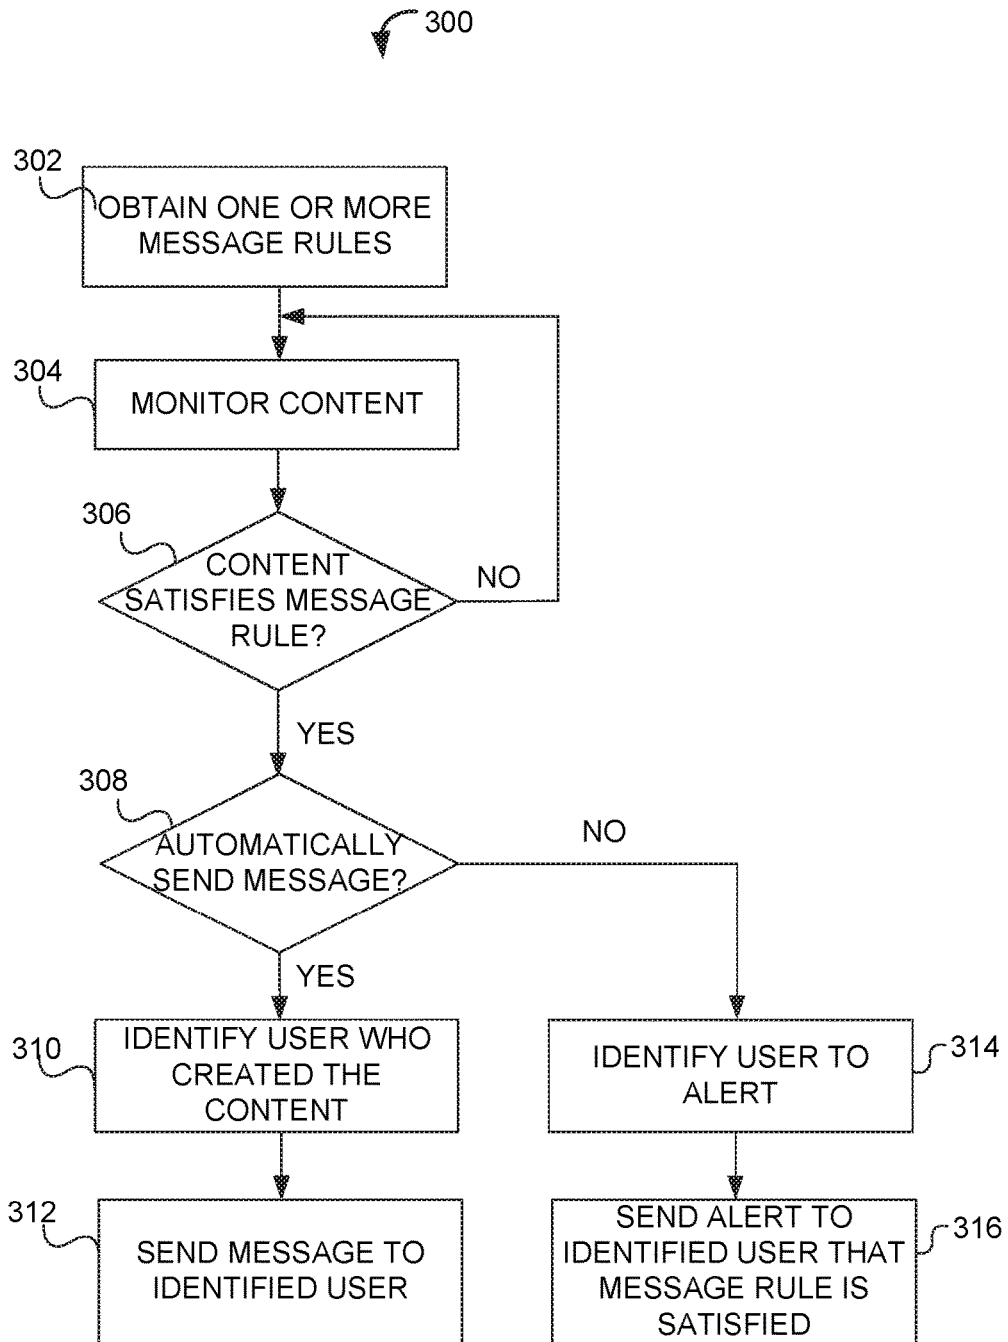 300
302
OBTAIN ONE OR MORE
MESSAGE RULES
304
MONITOR CONTENT
306
CONTENT
SATISFIES MESSAGE
RULE?
NO
YES
308
AUTOMATICALLY
SEND MESSAGE?
NO
YES
310
IDENTIFY USER WHO
CREATED THE
CONTENT
314
IDENTIFY USER TO
ALERT
312
SEND MESSAGE TO
IDENTIFIED USER
316
SEND ALERT TO
IDENTIFIED USER THAT
MESSAGE RULE IS
SATISFIED